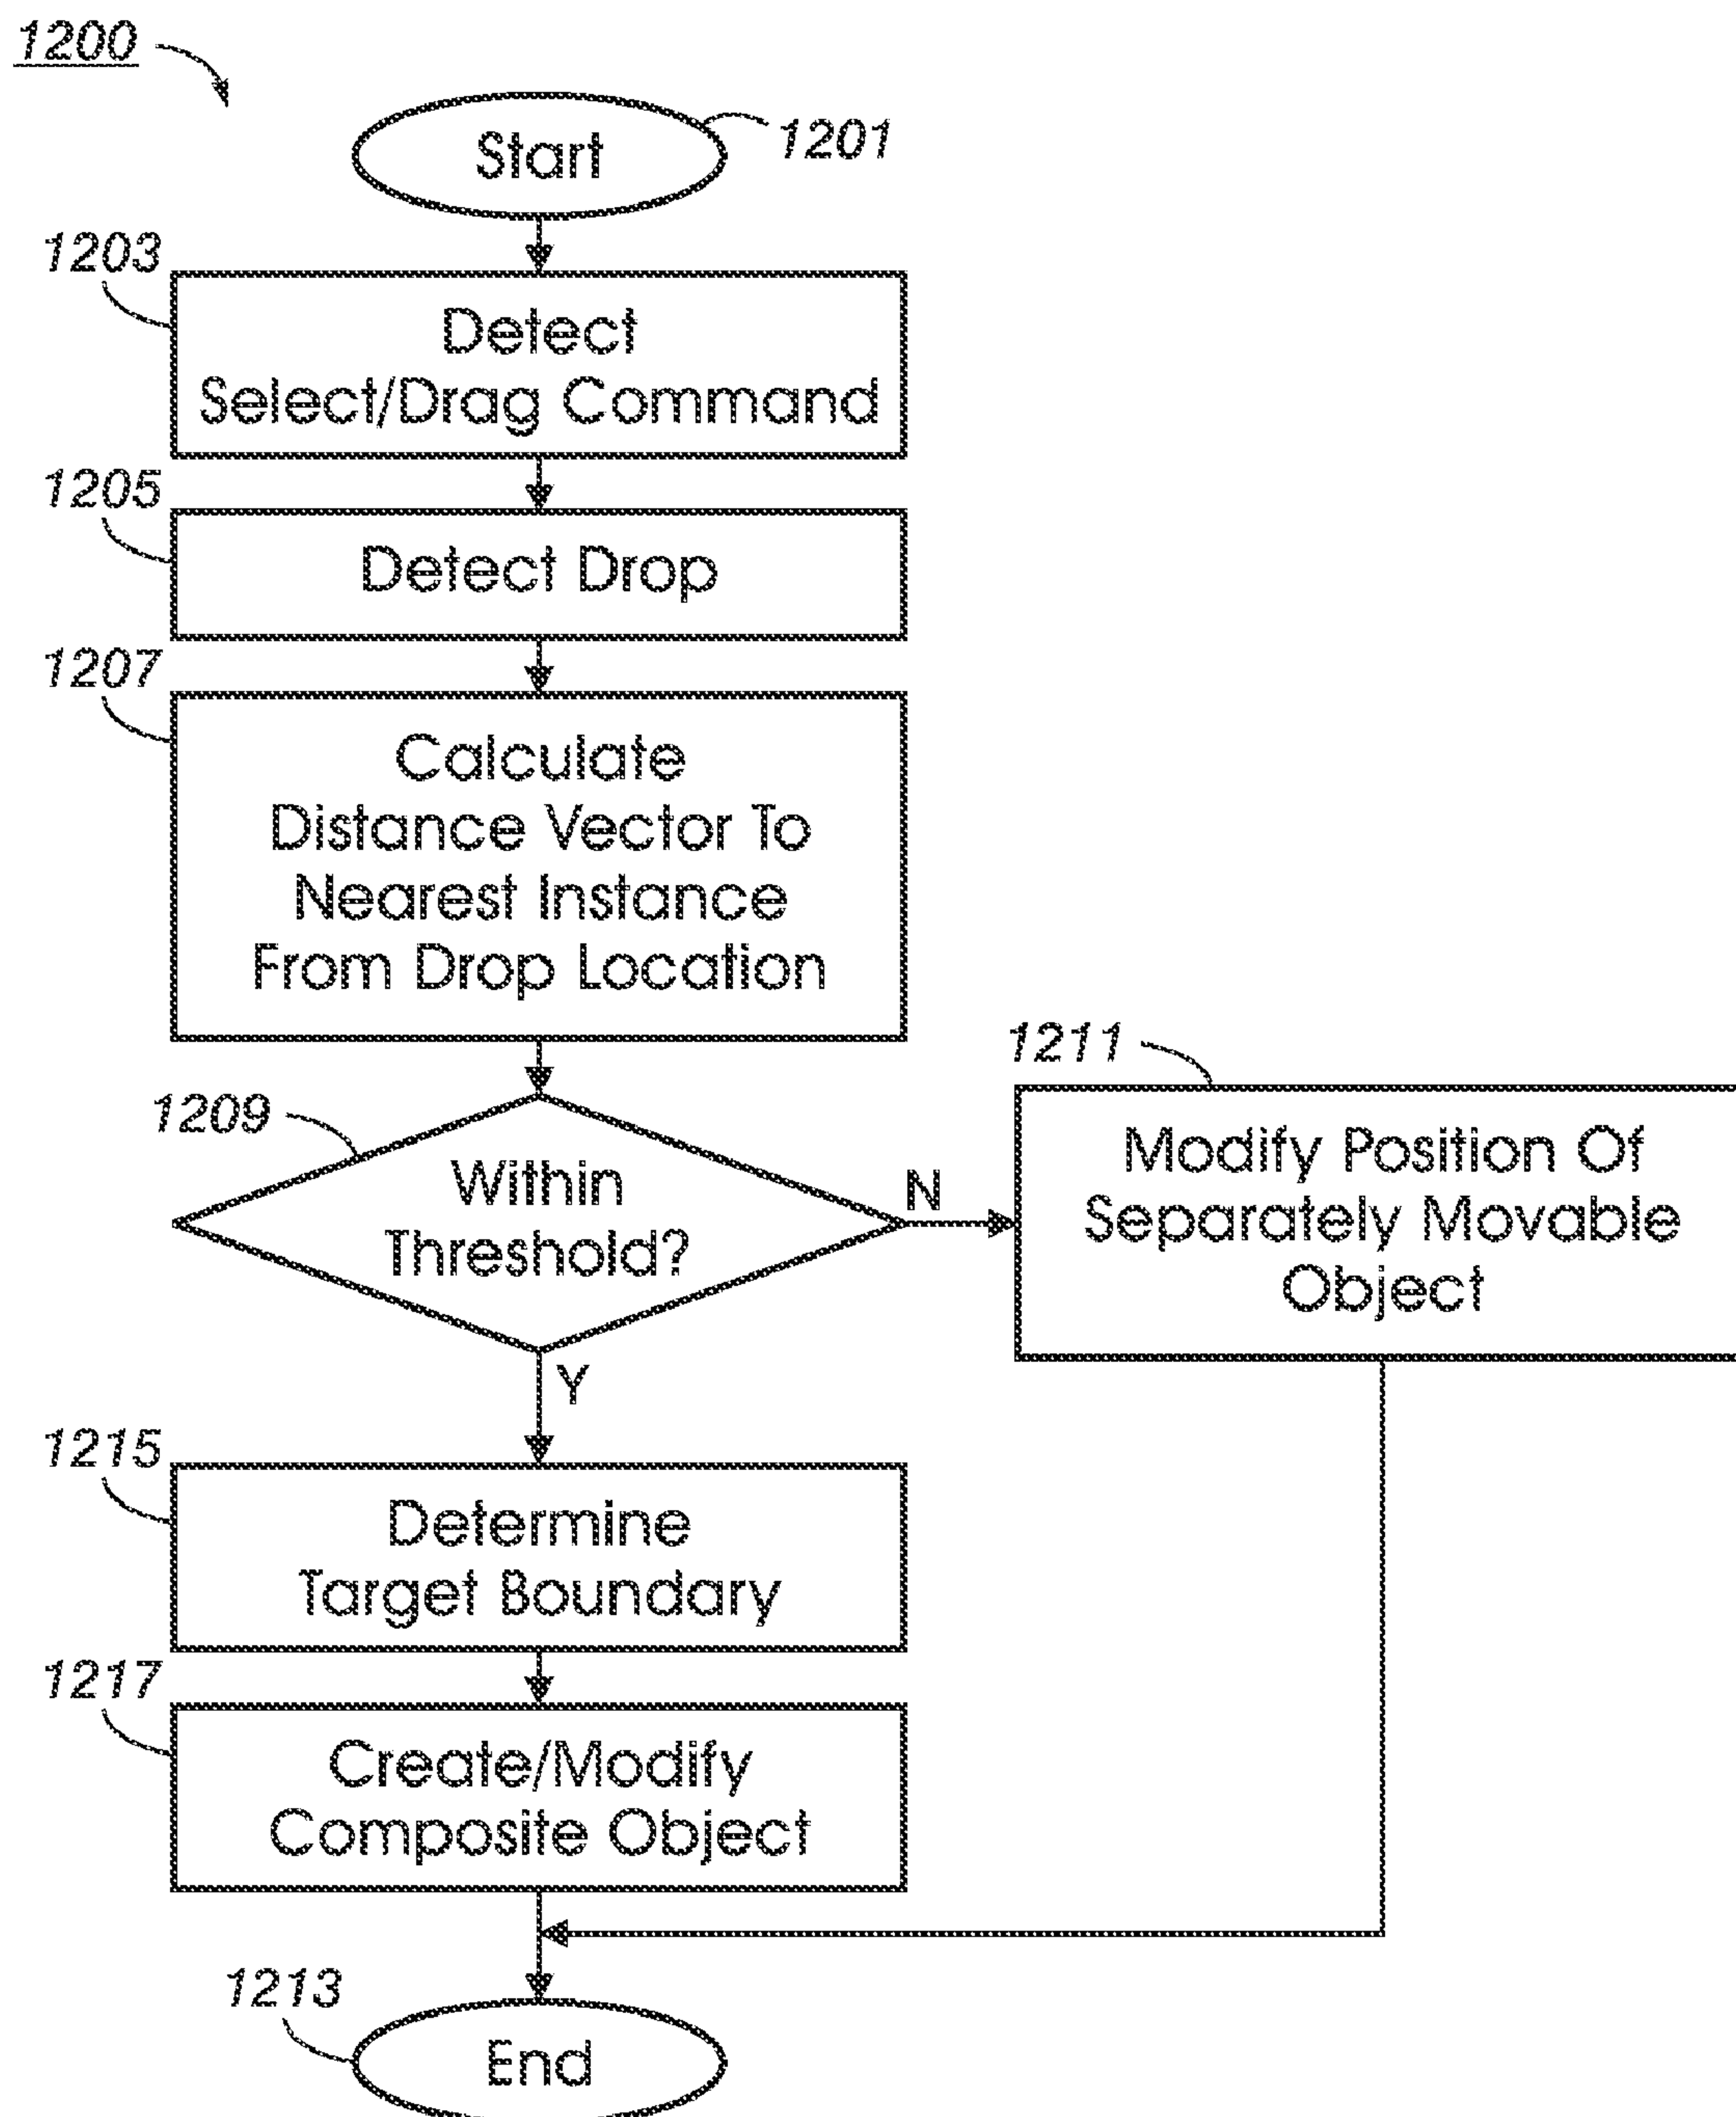 1200
Start
1201
1203
Detect
Select/Drag Command
1205
Detect Drop
1207
Calculate
Distance Vector To
Nearest Instance
From Drop Location
1209
Within
Threshold?
N
1211
Modify Position Of
Separately Movable
Object
Y
1215
Determine
Target Boundary
1217
Create/Modify
Composite Object
1213
End